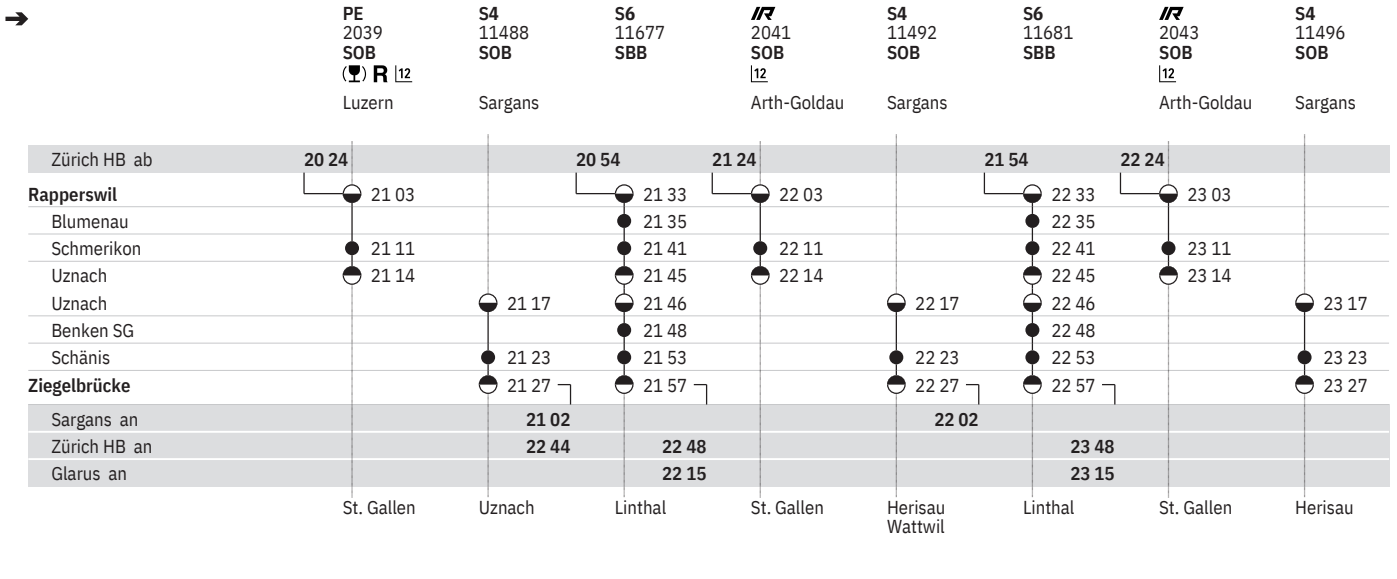 PE S4 S6 IR S4 S6 IR S4
2039 11488 11677 2041 11492 11681 2043 11496
SOB SOB SBB SOB SOB SBB SOB SOB
R 12 12 12
Luzern Sargans Arth-Goldau Sargans Arth-Goldau Sargans
Zürich HB ab 20 24 20 54 21 24 21 54 22 24
Rapperswil 21 03 21 33 22 03 22 33 23 03
Blumenau 21 35 22 35
Schmerikon 21 11 21 41 22 11 22 41 23 11
Uznach 21 14 21 45 22 14 22 45 23 14
Uznach 21 17 21 46 22 17 22 46 23 17
Benken SG 21 48 22 48
Schänis 21 23 21 53 22 23 22 53 23 23
Ziegelbrücke 21 27 21 57 22 27 22 57 23 27
Sargans an 21 02 22 02
Zürich HB an 22 44 22 48 23 48
Glarus an 22 15 23 15
St. Gallen Uznach Linthal St. Gallen Herisau Linthal St. Gallen Herisau
Wattwil